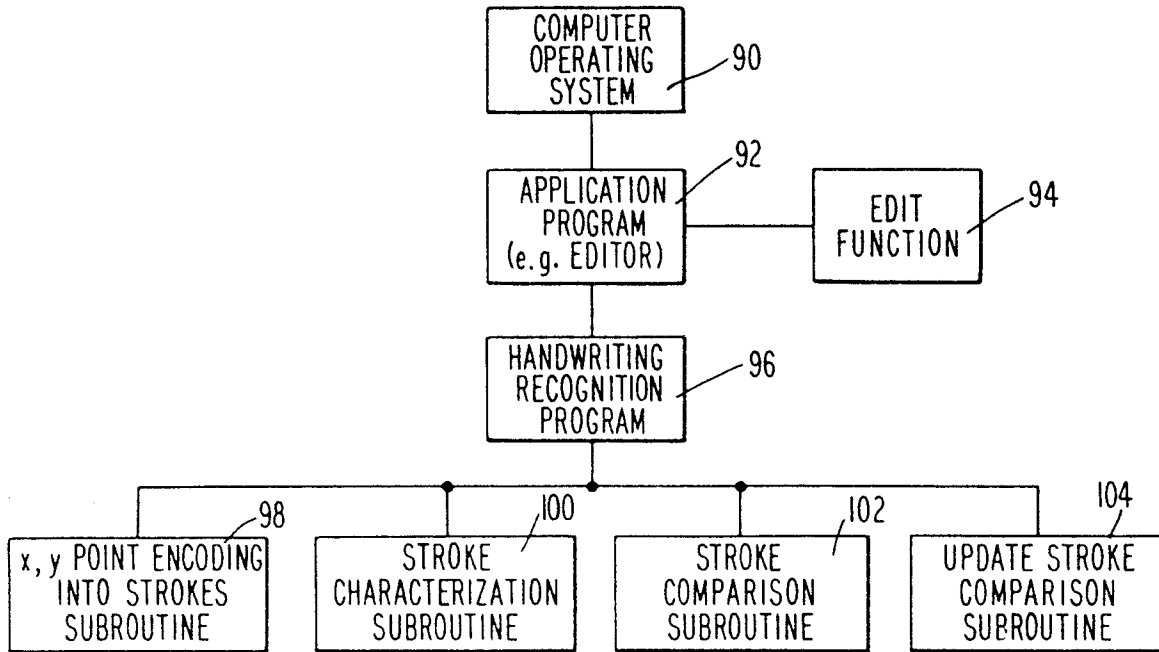 COMPUTER
OPERATING
SYSTEM
90
APPLICATION
PROGRAM
(e.g. EDITOR)
92
EDIT
FUNCTION
94
HANDWRITING
RECOGNITION
PROGRAM
96
x, y POINT ENCODING
INTO STROKES
SUBROUTINE
98
STROKE
CHARACTERIZATION
SUBROUTINE
100
STROKE
COMPARISON
SUBROUTINE
102
UPDATE STROKE
COMPARISON
SUBROUTINE
104